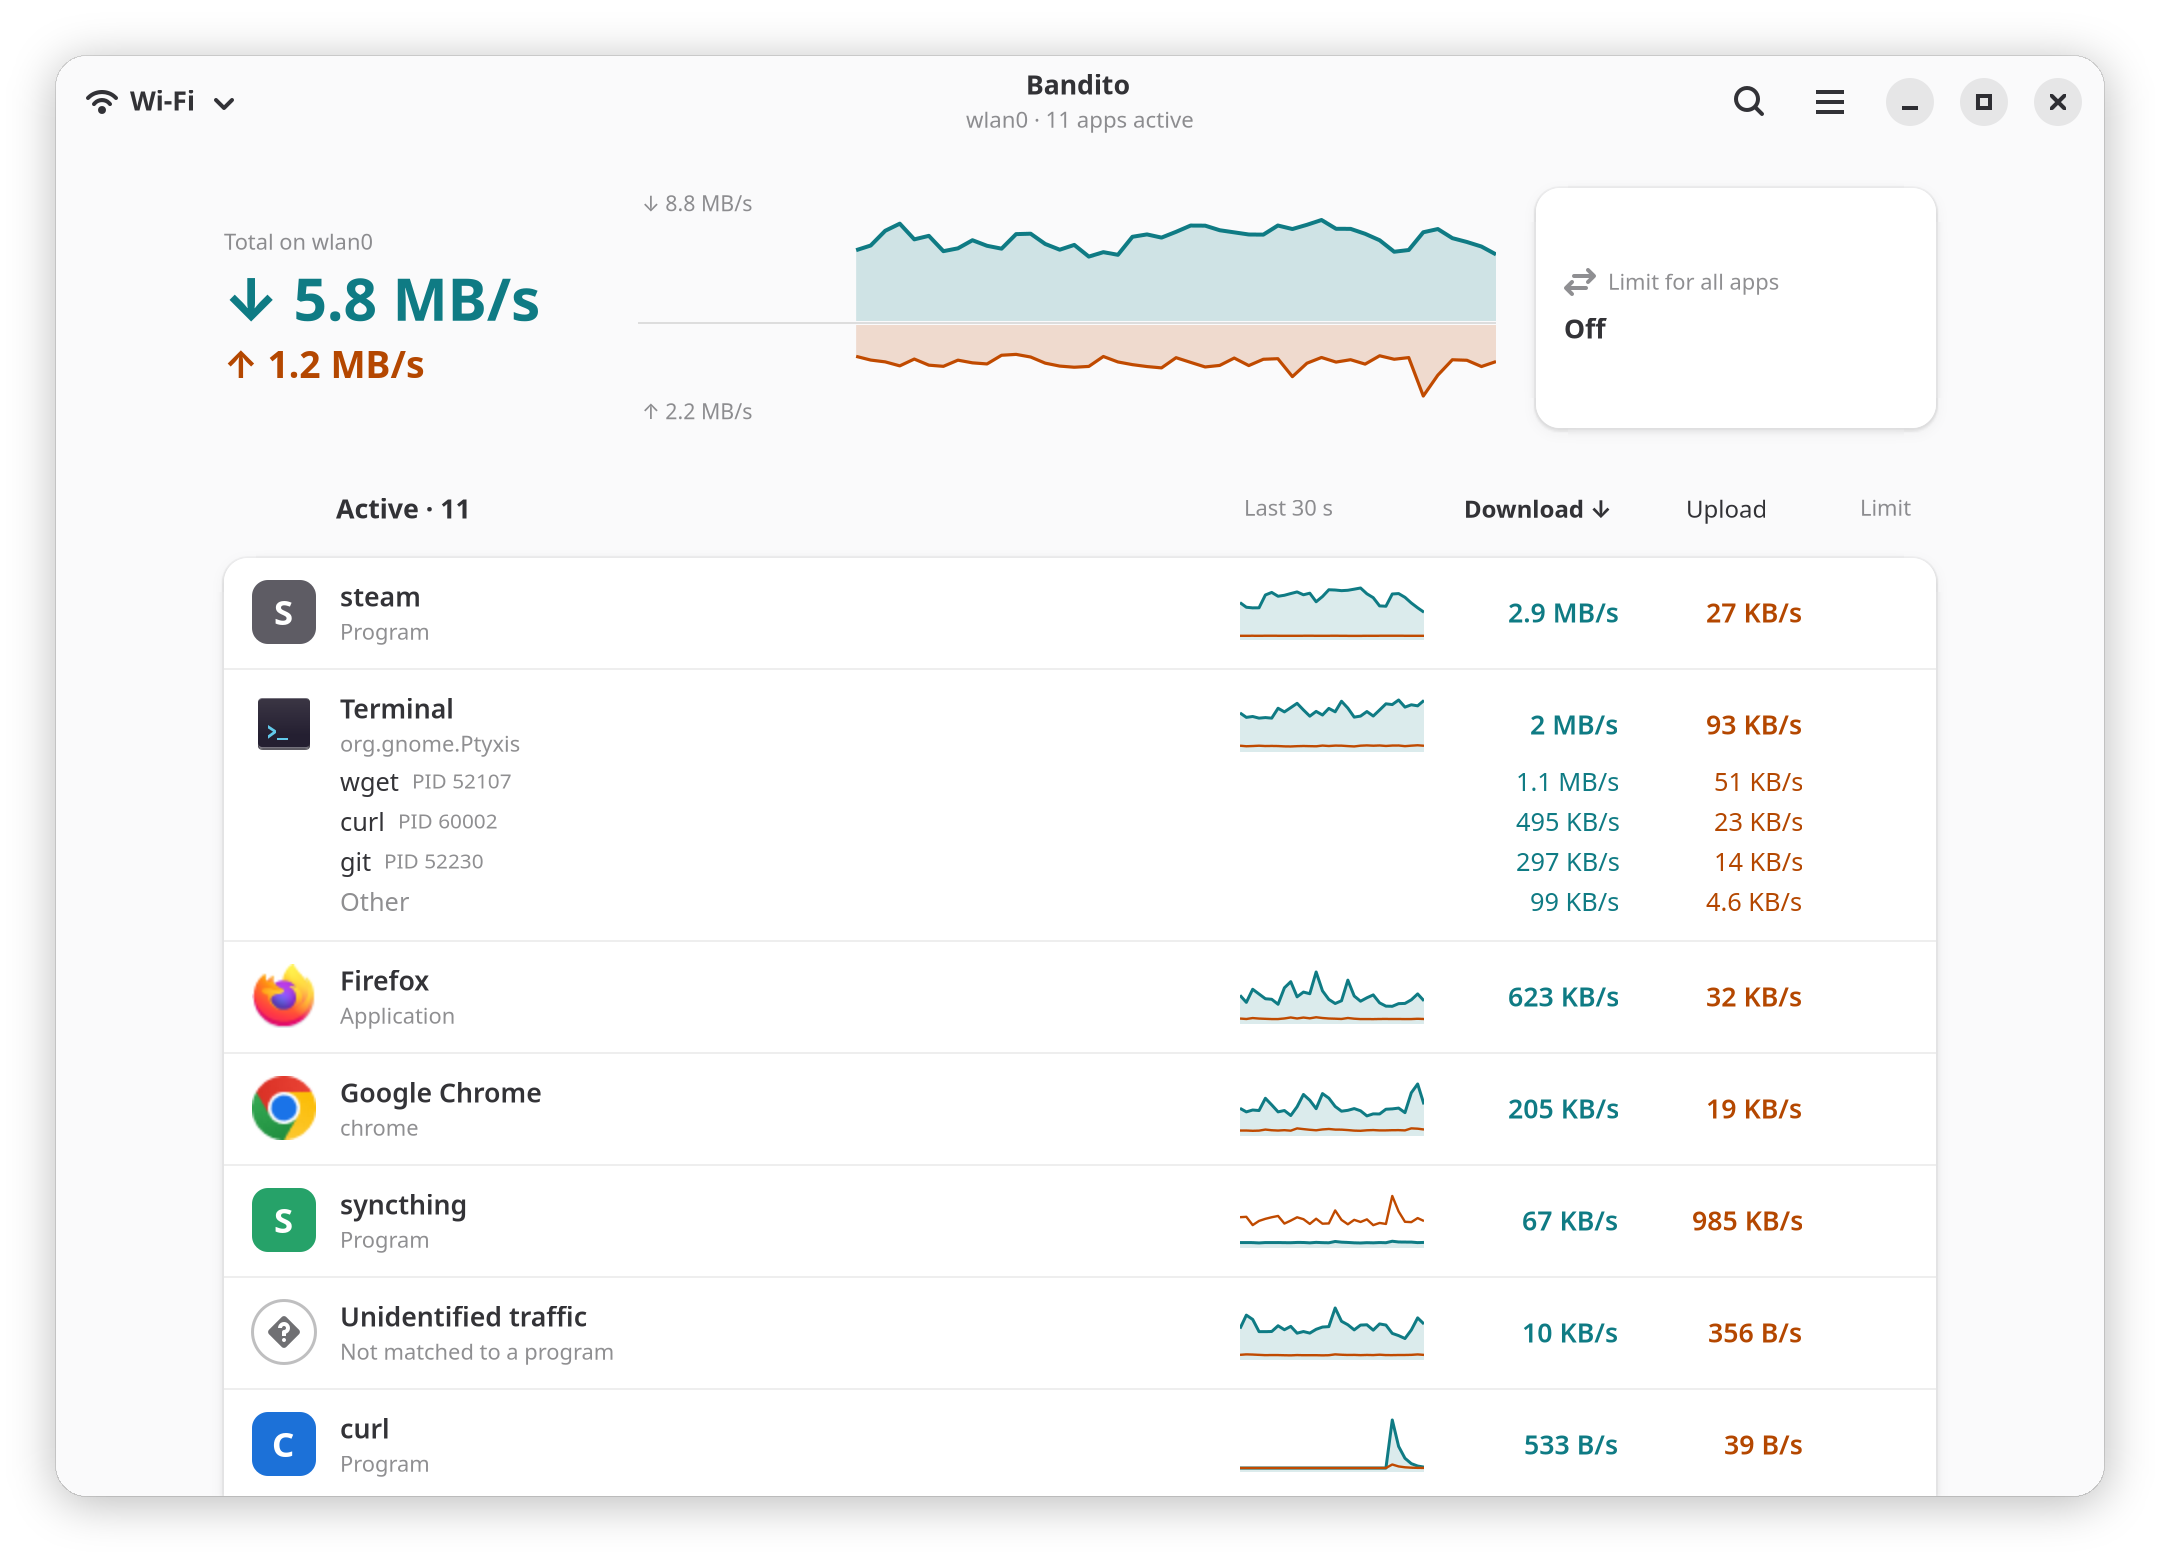 Wi-Fi
Bandito
wlan0 · 11 apps active
Total on wlan0
↓ 5.8 MB/s
↑ 1.2 MB/s
↓ 8.8 MB/s
↑ 2.2 MB/s
Limit for all apps
Off
Active · 11 Last 30 s Download ↓ Upload Limit
S steam 2.9 MB/s 27 KB/s
Program
>_ Terminal 2 MB/s 93 KB/s
org.gnome.Ptyxis
wget PID 52107 1.1 MB/s 51 KB/s
curl PID 60002 495 KB/s 23 KB/s
git PID 52230 297 KB/s 14 KB/s
Other 99 KB/s 4.6 KB/s
Firefox 623 KB/s 32 KB/s
Application
Google Chrome 205 KB/s 19 KB/s
chrome
S syncthing 67 KB/s 985 KB/s
Program
? Unidentified traffic 10 KB/s 356 B/s
Not matched to a program
C curl 533 B/s 39 B/s
Program